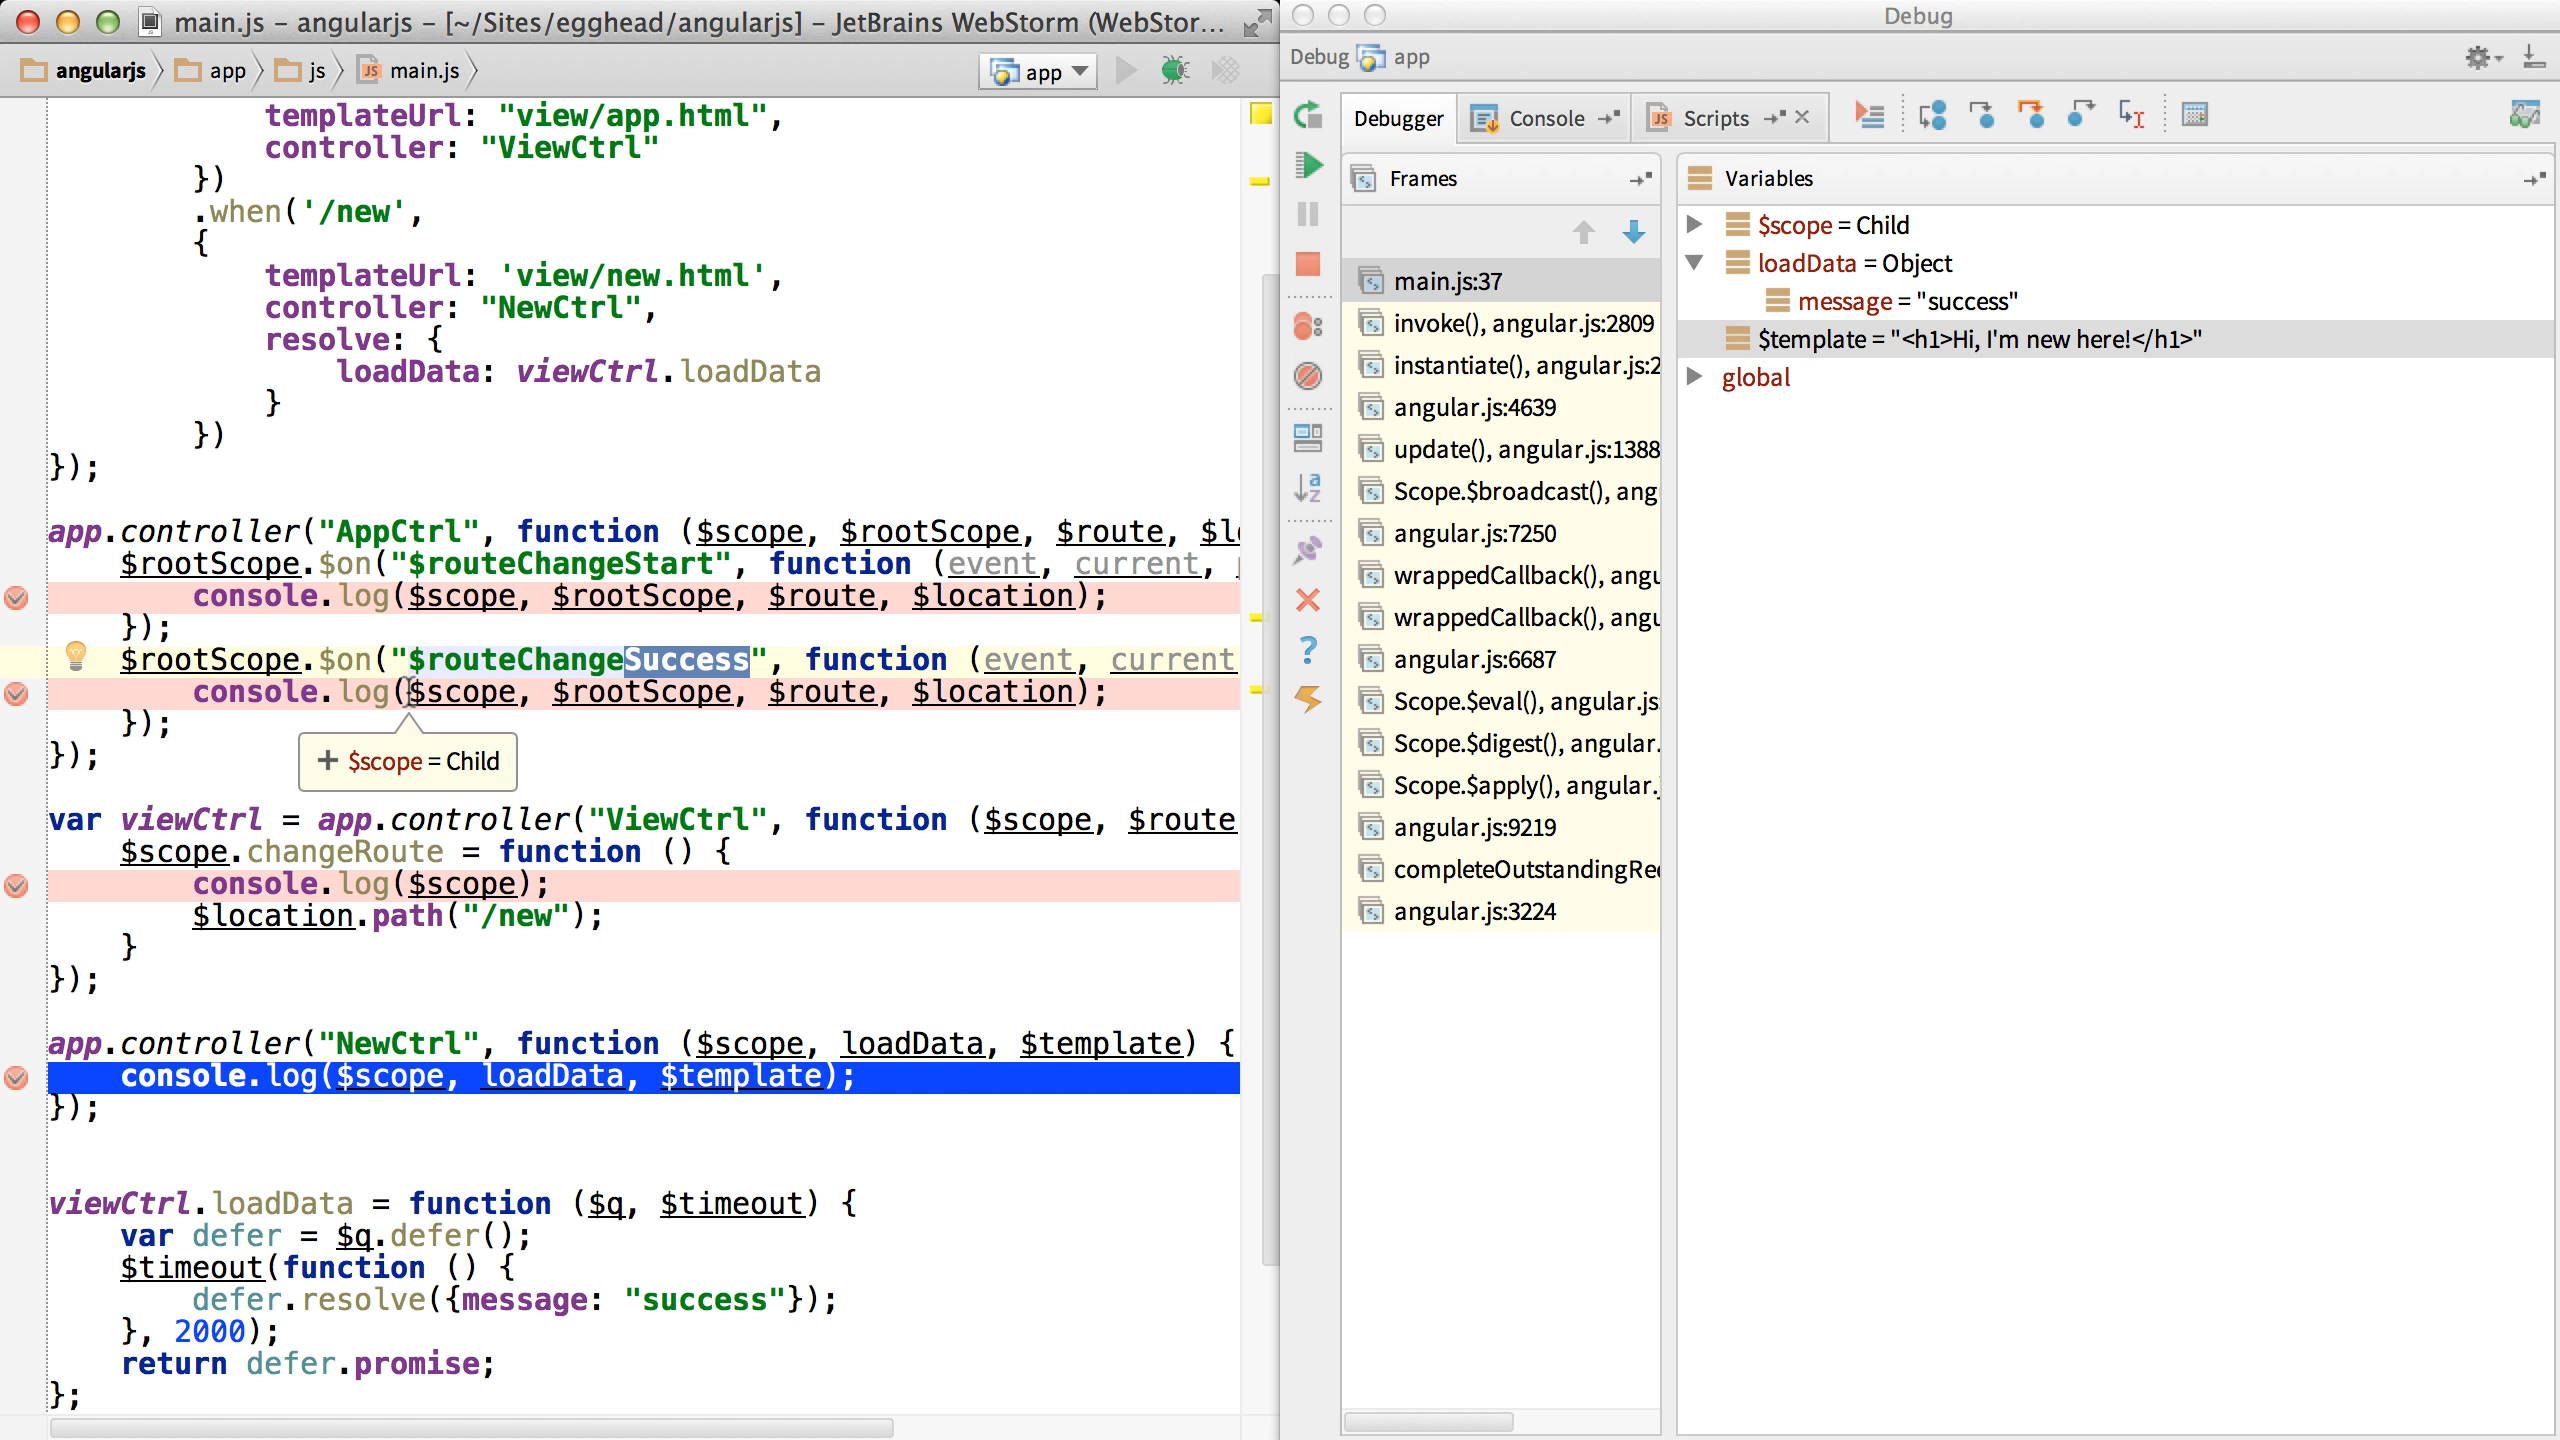 main.js – angularjs – [~/Sites/egghead/angularjs] – JetBrains WebStorm (WebStor...
angularjs
app
js
main.js
app
templateUrl: "view/app.html",
controller: "ViewCtrl"
})
.when('/new',
{
templateUrl: 'view/new.html',
controller: "NewCtrl",
resolve: {
loadData: viewCtrl.loadData
}
})
});
app.controller("AppCtrl", function ($scope, $rootScope, $route, $l
$rootScope.$on("$routeChangeStart", function (event, current,
console.log($scope, $rootScope, $route, $location);
});
$rootScope.$on("$routeChangeSuccess", function (event, current
console.log($scope, $rootScope, $route, $location);
});
});
+ $scope = Child
var viewCtrl = app.controller("ViewCtrl", function ($scope, $route
$scope.changeRoute = function () {
console.log($scope);
$location.path("/new");
}
});
app.controller("NewCtrl", function ($scope, loadData, $template) {
console.log($scope, loadData, $template);
});
viewCtrl.loadData = function ($q, $timeout) {
var defer = $q.defer();
$timeout(function () {
defer.resolve({message: "success"});
}, 2000);
return defer.promise;
};
Debug
Debug app
Debugger
Console
Scripts
Frames
main.js:37
invoke(), angular.js:2809
instantiate(), angular.js:2
angular.js:4639
update(), angular.js:1388
Scope.$broadcast(), ang
angular.js:7250
wrappedCallback(), angu
wrappedCallback(), angu
angular.js:6687
Scope.$eval(), angular.js
Scope.$digest(), angular.
Scope.$apply(), angular.j
angular.js:9219
completeOutstandingRe
angular.js:3224
Variables
$scope = Child
loadData = Object
message = "success"
$template = "<h1>Hi, I'm new here!</h1>"
global